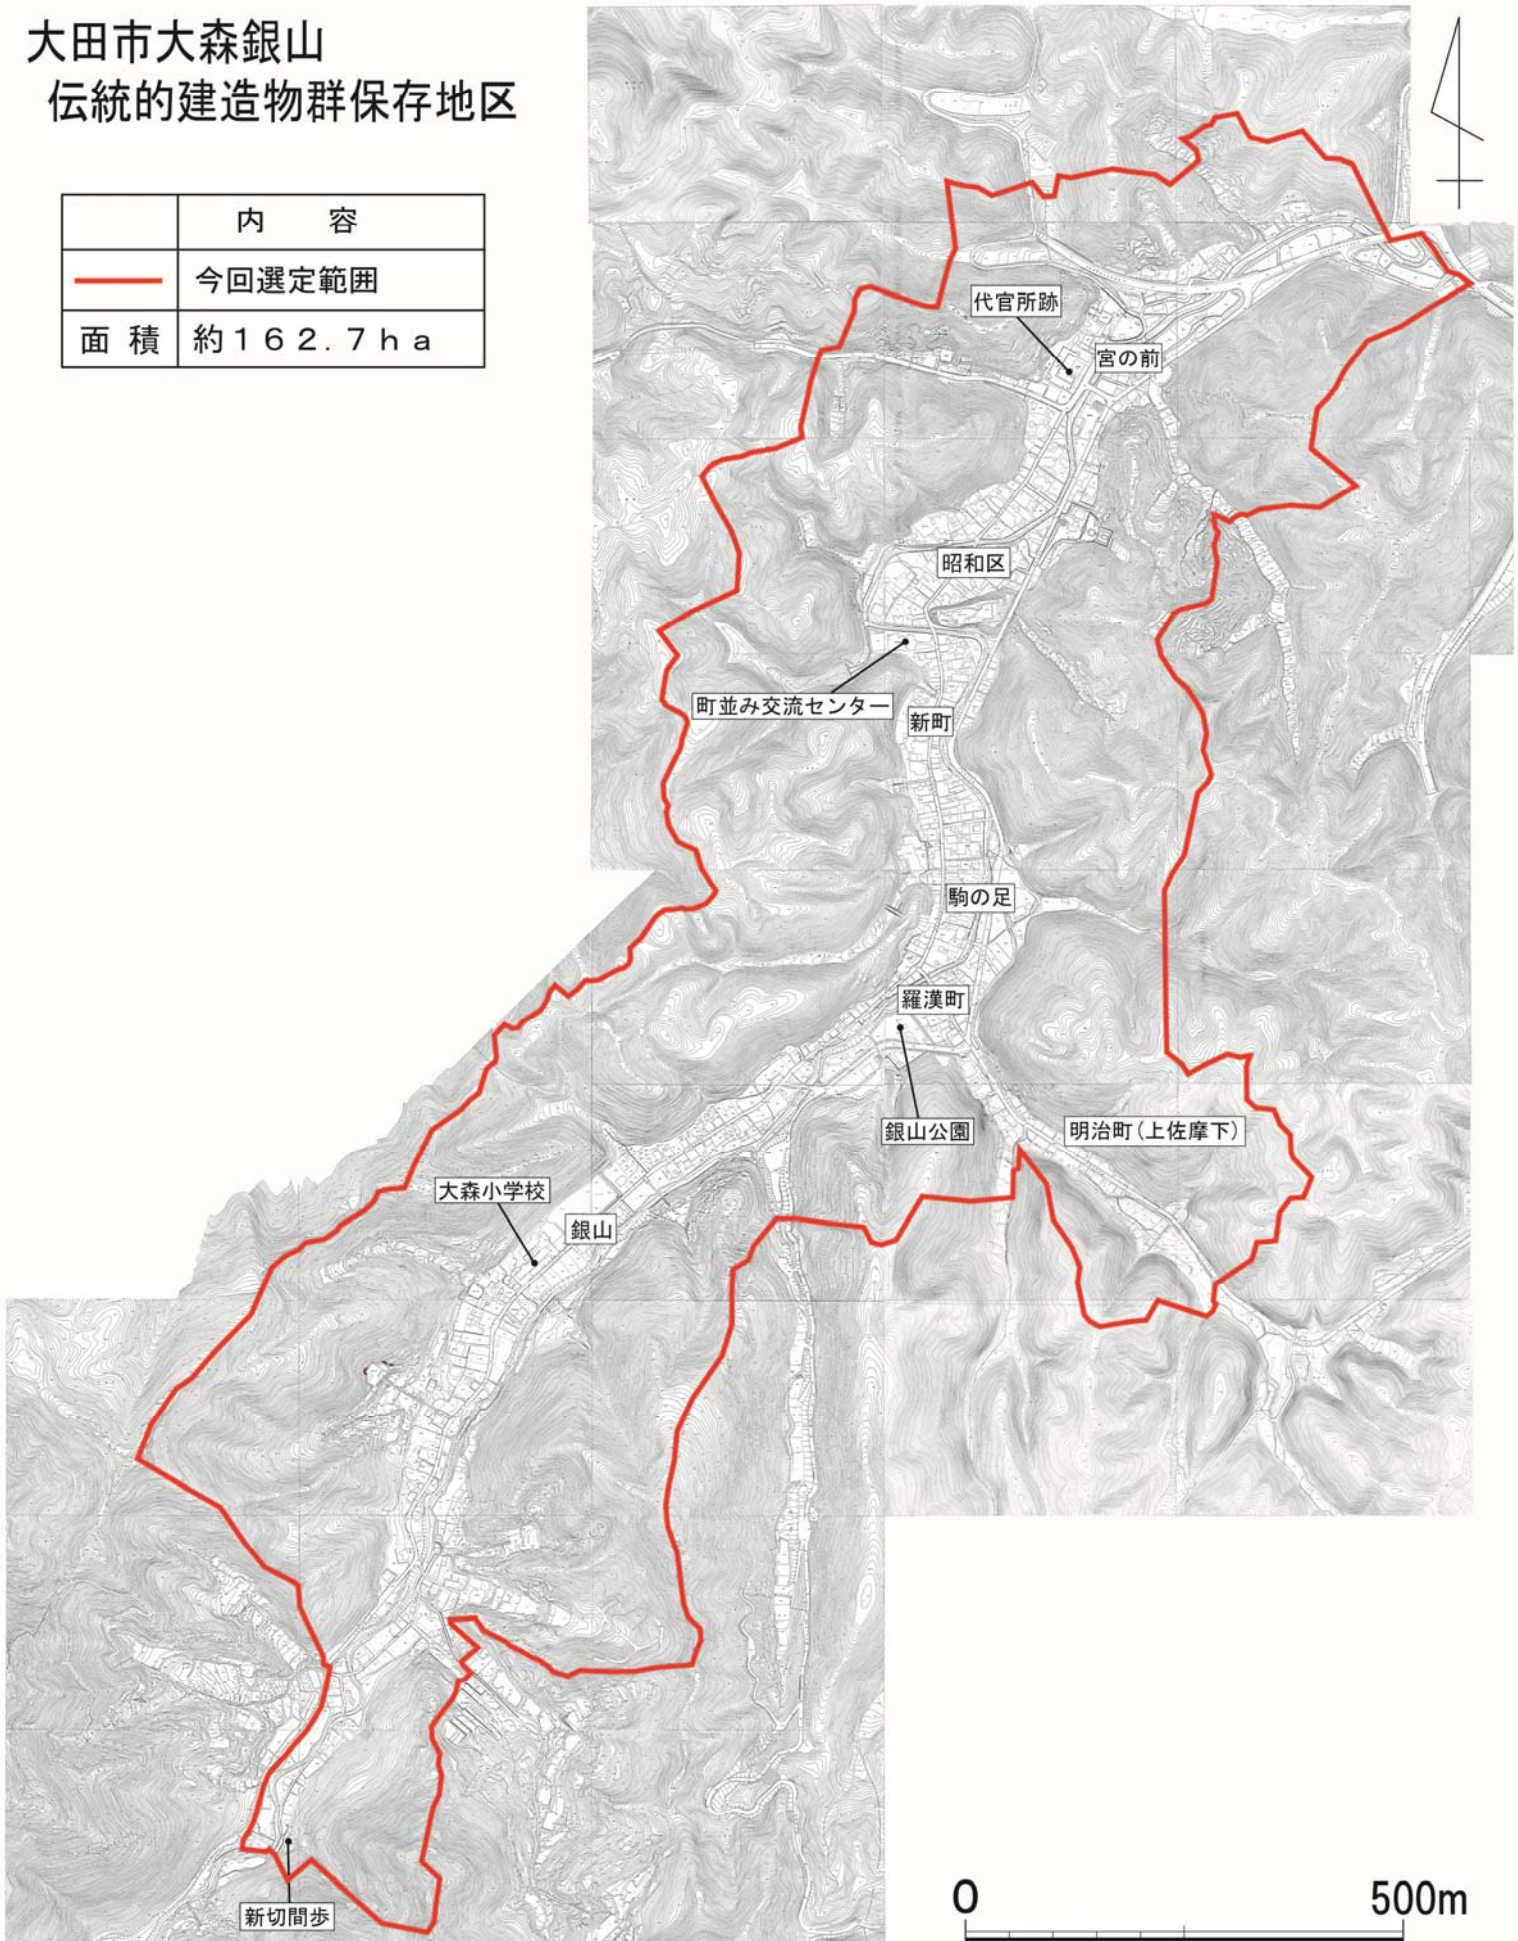 大田市大森銀山
伝統的建造物群保存地区
内 容
今回選定範囲
面 積 約162.7ha
代官所跡
宮の前
昭和区
町並み交流センター
新町
駒の足
羅漢町
銀山公園
明治町(上佐摩下)
大森小学校
銀山
新切間歩
0 500m